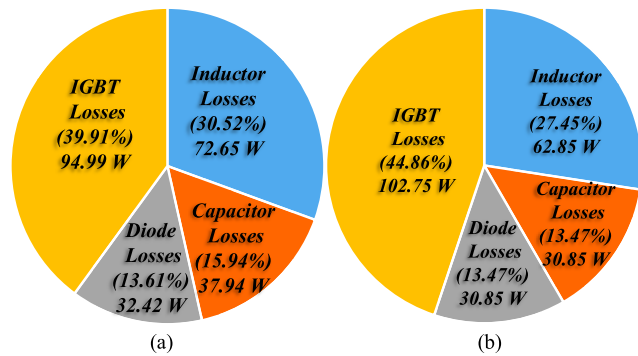 IGBT
Losses
(39.91%)
94.99 W
Inductor
Losses
(30.52%)
72.65 W
Capacitor
Losses
(15.94%)
37.94 W
Diode
Losses
(13.61%)
32.42 W
(a)
IGBT
Losses
(44.86%)
102.75 W
Inductor
Losses
(27.45%)
62.85 W
Capacitor
Losses
(13.47%)
30.85 W
Diode
Losses
(13.47%)
30.85 W
(b)